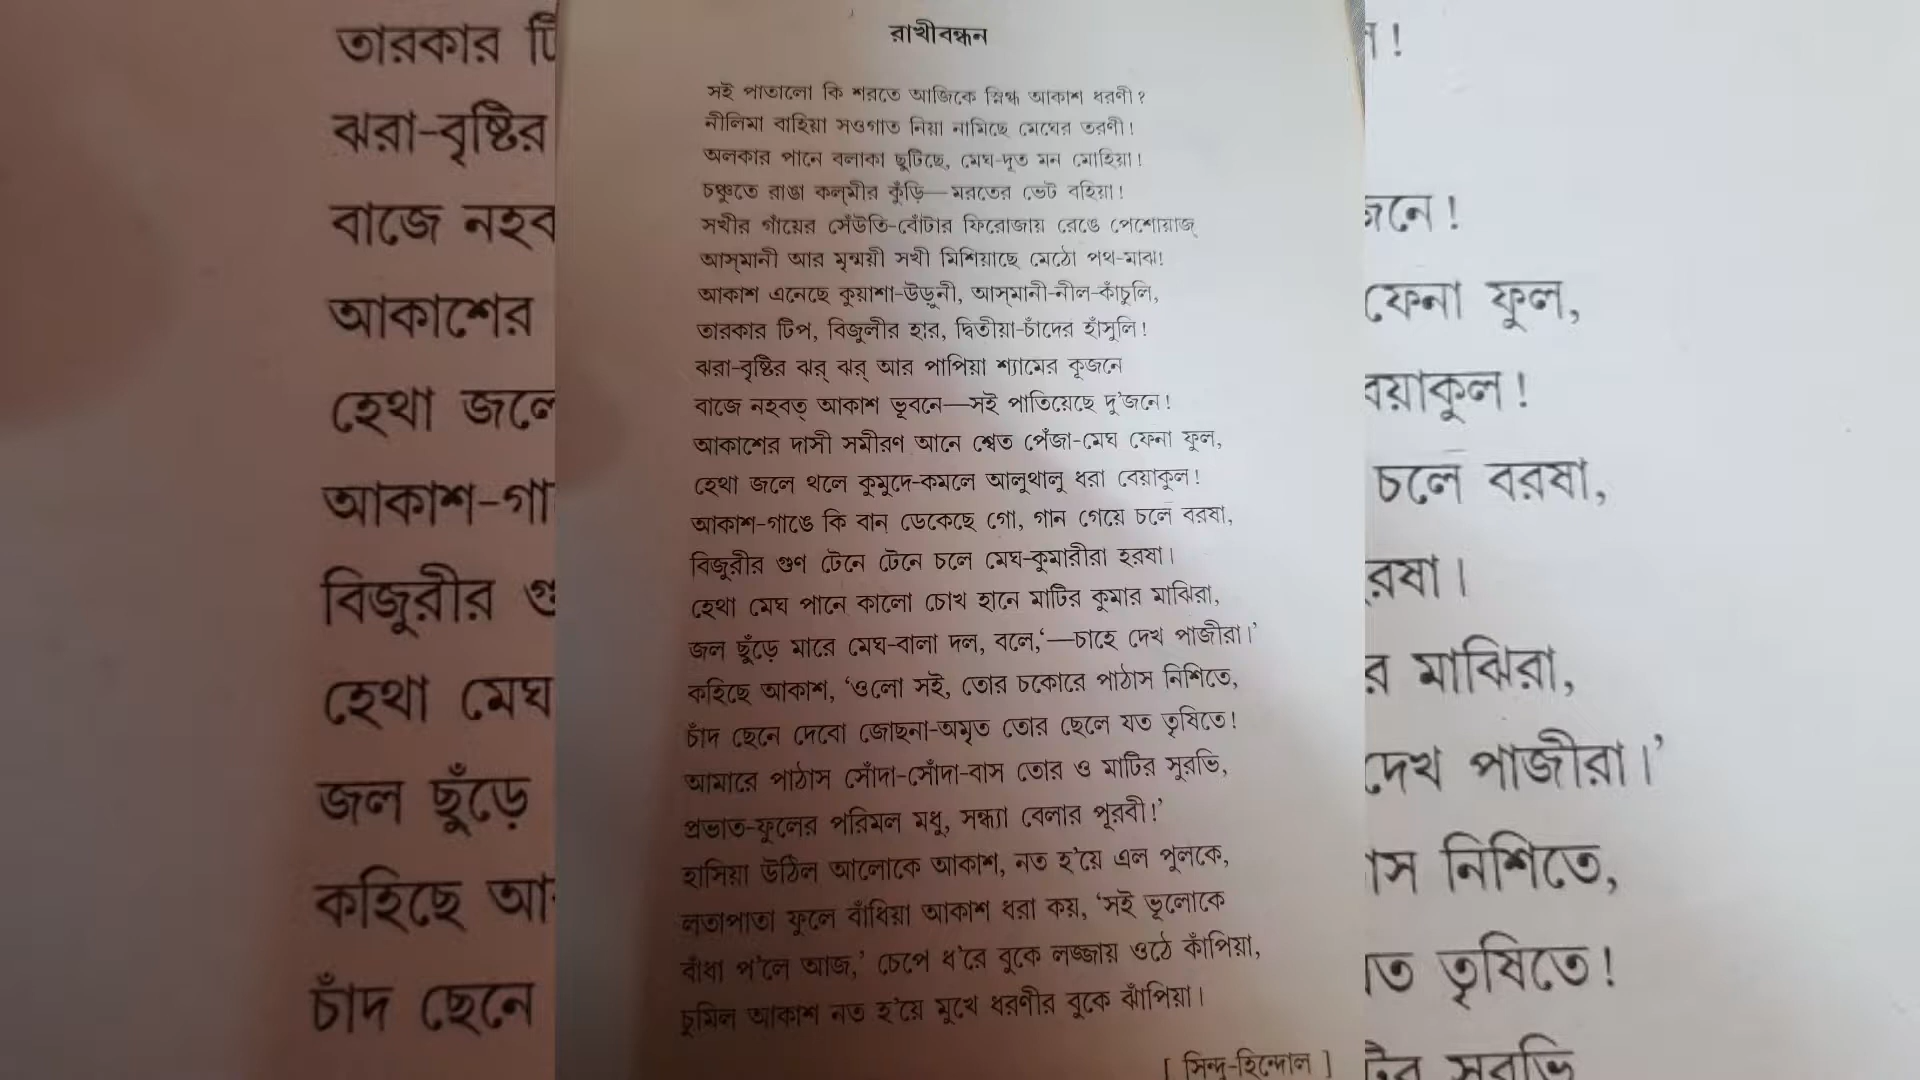 রাখীবন্ধন
সই পাতালো কি শরতে আজিকে স্নিগ্ধ আকাশ ধরণী?
নীলিমা বাহিয়া সওগাত নিয়া নামিছে মেঘের তরণী!
অলকার পানে বলাকা ছুটিছে, মেঘ-দূত মন মোহিয়া!
চঞ্চুতে রাঙা কল্‌মীর কুঁড়ি—মরতের ভেট বহিয়া!
সখীর গাঁয়ের সেঁউতি-বোঁটার ফিরোজায় রেঙে পেশোয়াজ্
আস্‌মানী আর মৃন্ময়ী সখী মিশিয়াছে মেঠো পথ-মাঝ!
আকাশ এনেছে কুয়াশা-উড়ুনী, আস্‌মানী-নীল-কাঁচুলি,
তারকার টিপ, বিজুলীর হার, দ্বিতীয়া-চাঁদের হাঁসুলি!
ঝরা-বৃষ্টির ঝর্ ঝর্ আর পাপিয়া শ্যামের কূজনে
বাজে নহবত্ আকাশ ভূবনে—সই পাতিয়েছে দু'জনে!
আকাশের দাসী সমীরণ আনে শ্বেত পেঁজা-মেঘ ফেনা ফুল,
হেথা জলে থলে কুমুদে-কমলে আলুথালু ধরা বেয়াকুল!
আকাশ-গাঙে কি বান ডেকেছে গো, গান গেয়ে চলে বরষা,
বিজুরীর গুণ টেনে টেনে চলে মেঘ-কুমারীরা হরষা।
হেথা মেঘ পানে কালো চোখ হানে মাটির কুমার মাঝিরা,
জল ছুঁড়ে মারে মেঘ-বালা দল, বলে,‘—চাহে দেখ পাজীরা।’
কহিছে আকাশ, ‘ওলো সই, তোর চকোরে পাঠাস নিশিতে,
চাঁদ ছেনে দেবো জোছনা-অমৃত তোর ছেলে যত তৃষিতে!
আমারে পাঠাস সোঁদা-সোঁদা-বাস তোর ও মাটির সুরভি,
প্রভাত-ফুলের পরিমল মধু, সন্ধ্যা বেলার পূরবী!’
হাসিয়া উঠিল আলোকে আকাশ, নত হ'য়ে এল পুলকে,
লতাপাতা ফুলে বাঁধিয়া আকাশ ধরা কয়, ‘সই ভূলোকে
বাঁধা প'লে আজ,’ চেপে ধ'রে বুকে লজ্জায় ওঠে কাঁপিয়া,
চুমিল আকাশ নত হ'য়ে মুখে ধরণীর বুকে ঝাঁপিয়া।
[ সিন্ধু-হিন্দোল ]